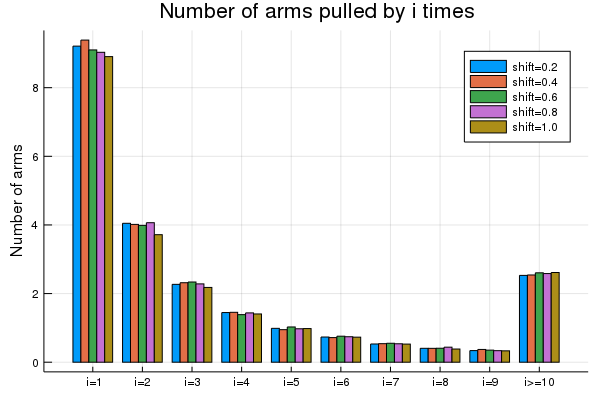 Number of arms pulled by i times
shift=0.2
shift=0.4
shift=0.6
shift=0.8
shift=1.0
Number of arms
8
6
4
2
0
i=1 i=2 i=3 i=4 i=5 i=6 i=7 i=8 i=9 i>=10